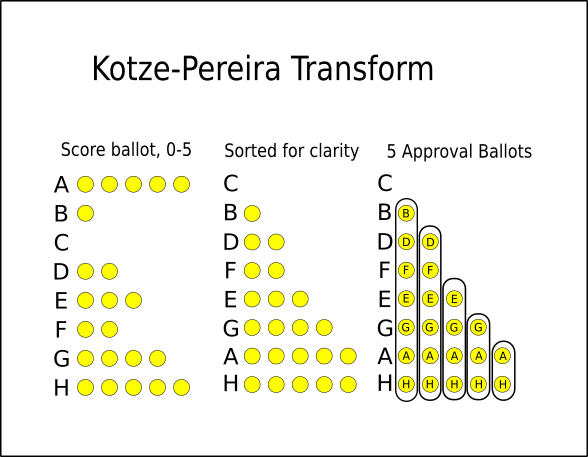 Kotze-Pereira Transform
Score ballot, 0-5
A
B
C
D
E
F
G
H
Sorted for clarity
C
B
D
F
E
G
A
H
5 Approval Ballots
C
B B
D D D
F F F
E E E E
G G G G G
A A A A A A
H H H H H H